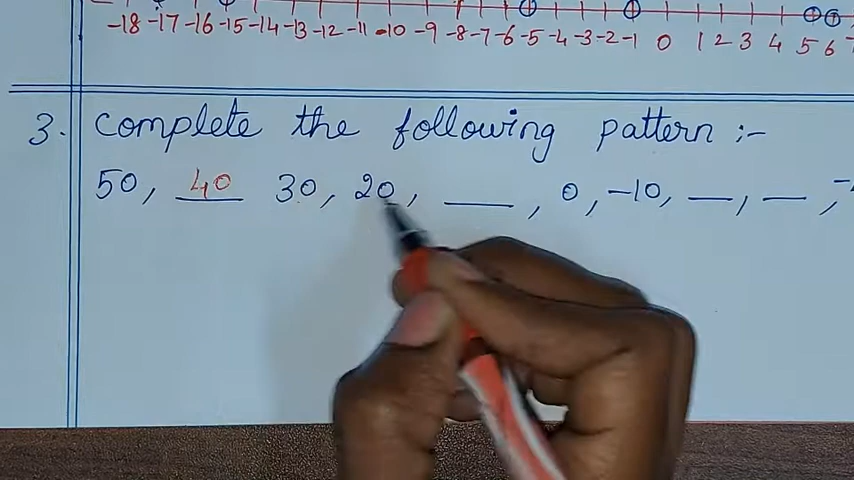 -18 -17 -16 -15 -14 -13 -12 -11 -10 -9 -8 -7 -6 -5 -4 -3 -2 -1 0 1 2 3 4 5 6
3. Complete the following pattern :-
50, 40 30, 20, ___, 0, -10, ___, ___,